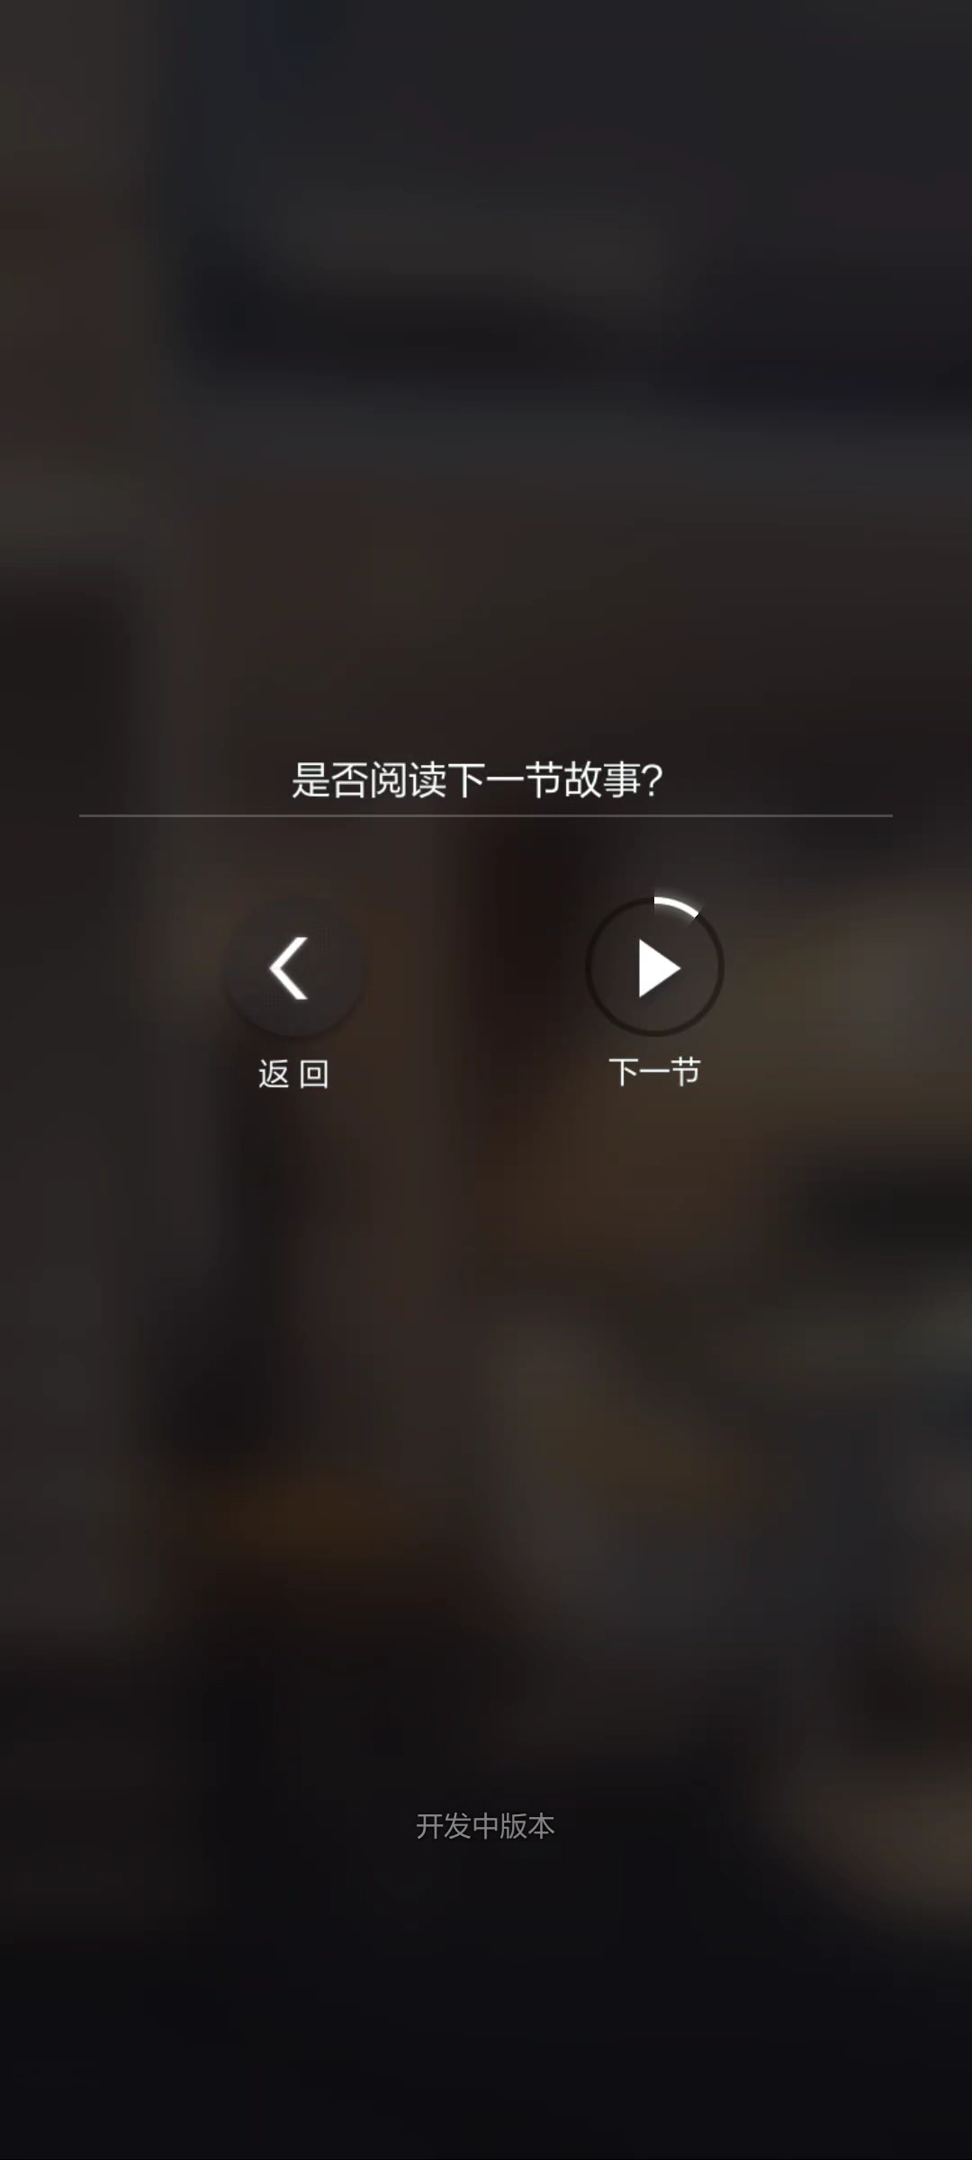 是否阅读下一节故事?
返 回
下一节
开发中版本